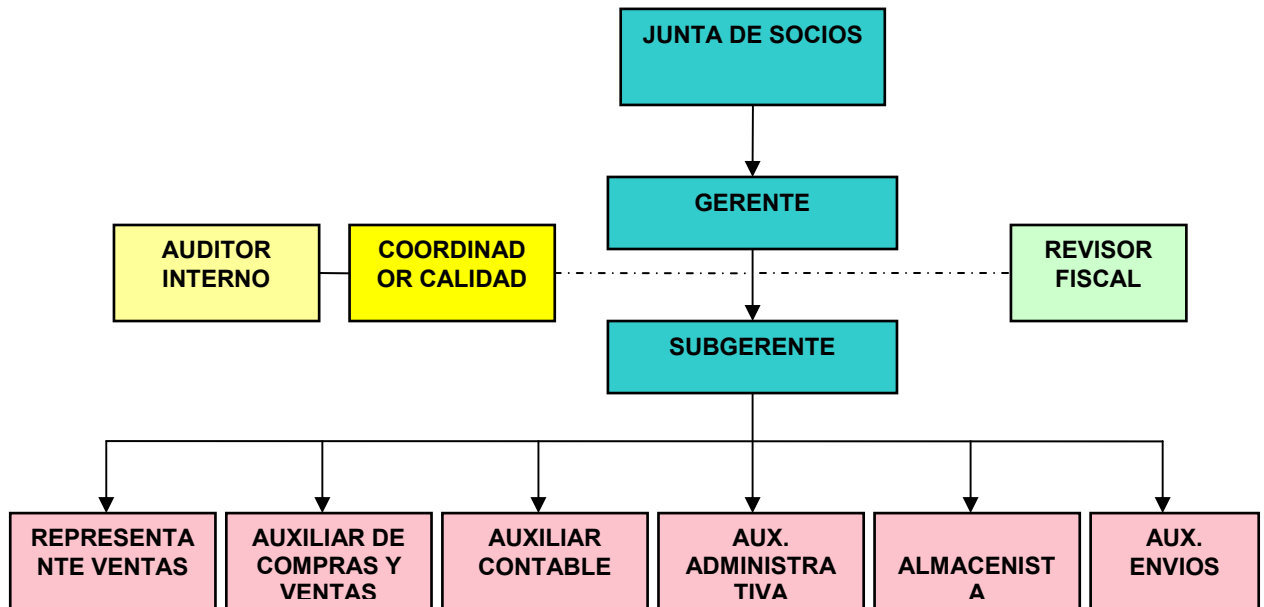 JUNTA DE SOCIOS
GERENTE
AUDITOR
INTERNO
COORDINAD
OR CALIDAD
REVISOR
FISCAL
SUBGERENTE
REPRESENTA
NTE VENTAS
AUXILIAR DE
COMPRAS Y
VENTAS
AUXILIAR
CONTABLE
AUX.
ADMINISTRA
TIVA
ALMACENIST
A
AUX.
ENVIOS